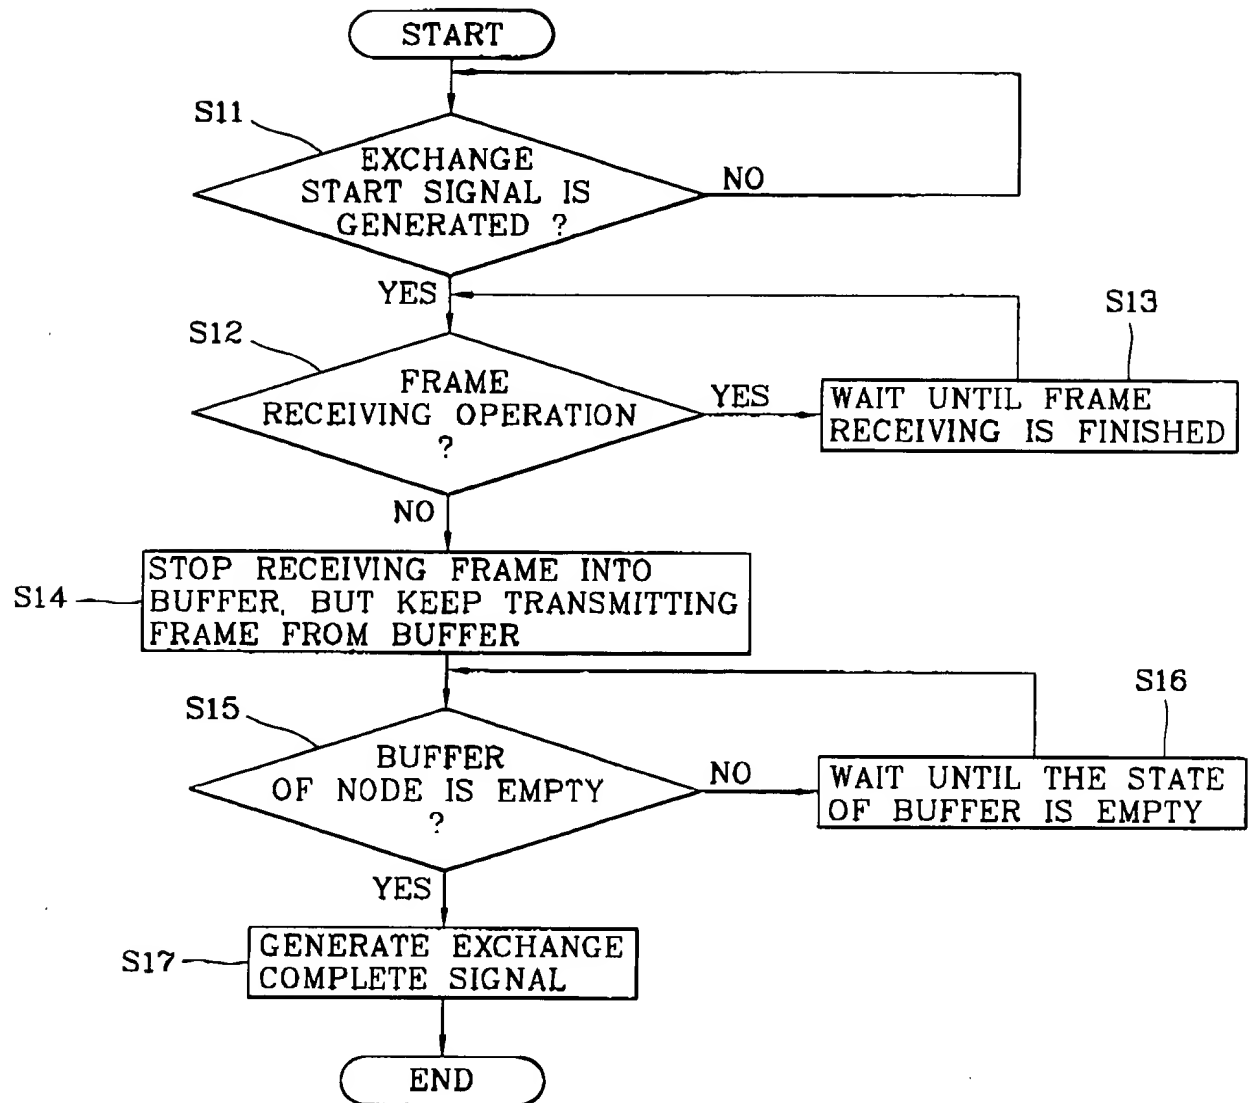 START
S11
EXCHANGE
START SIGNAL IS
GENERATED ?
NO
YES
S12
FRAME
RECEIVING OPERATION
?
YES
S13
WAIT UNTIL FRAME
RECEIVING IS FINISHED
NO
S14
STOP RECEIVING FRAME INTO
BUFFER, BUT KEEP TRANSMITTING
FRAME FROM BUFFER
S15
BUFFER
OF NODE IS EMPTY
?
NO
S16
WAIT UNTIL THE STATE
OF BUFFER IS EMPTY
YES
S17
GENERATE EXCHANGE
COMPLETE SIGNAL
END